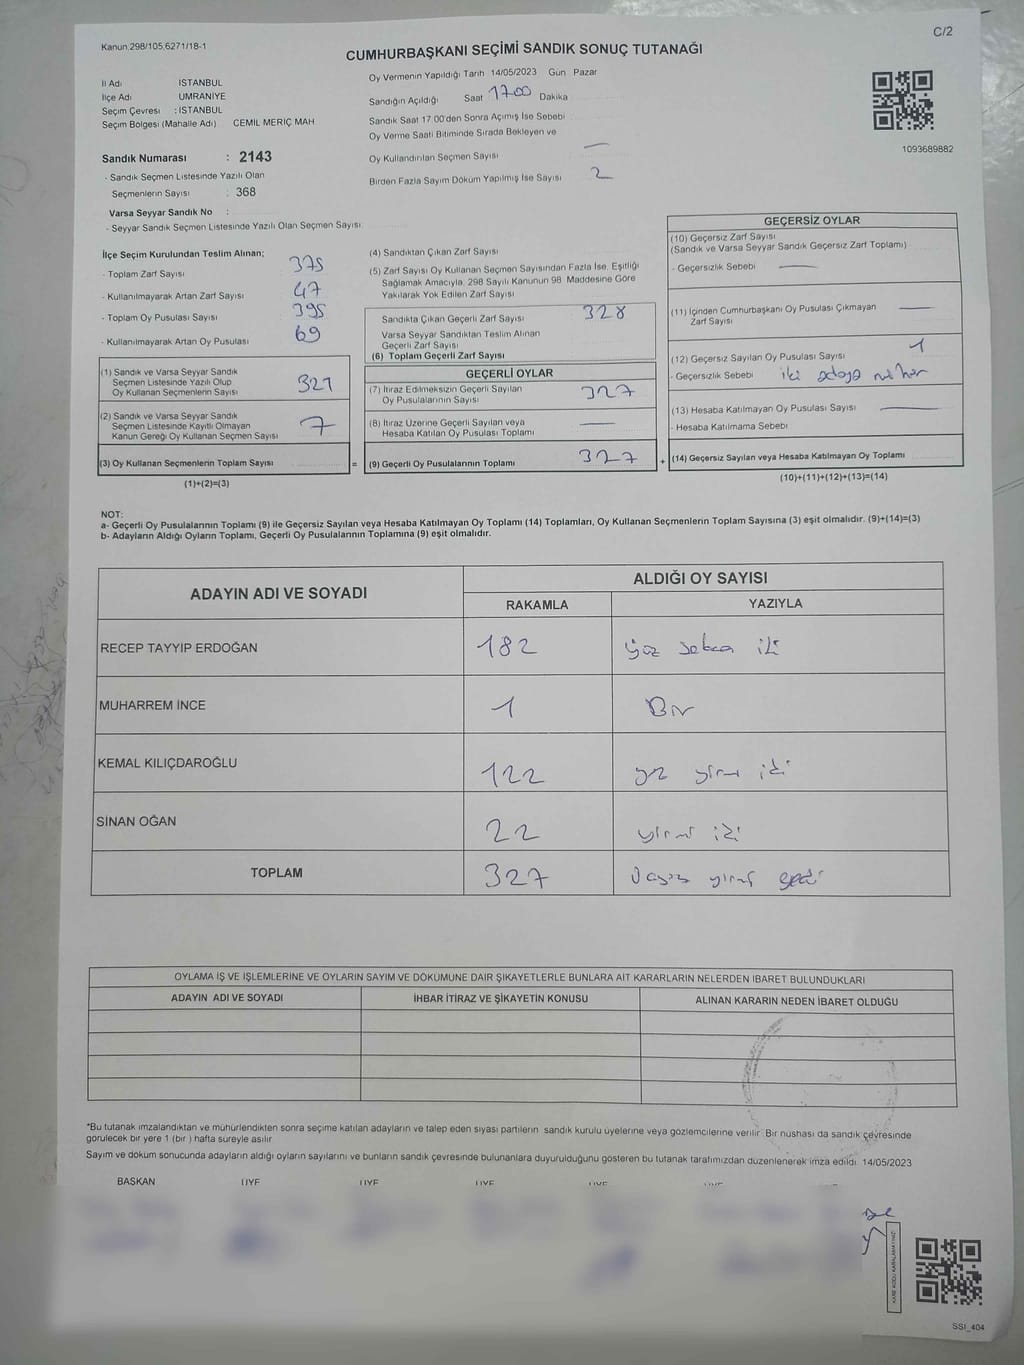 Kanun.298/105,6271/18-1
C/2
CUMHURBAŞKANI SEÇİMİ SANDIK SONUÇ TUTANAĞI
İl Adı : İSTANBUL
İlçe Adı : ÜMRANİYE
Seçim Çevresi : İSTANBUL
Seçim Bölgesi (Mahalle Adı) CEMİL MERİÇ MAH
Sandık Numarası : 2143
- Sandık Seçmen Listesinde Yazılı Olan
Seçmenlerin Sayısı : 368
Varsa Seyyar Sandık No :
- Seyyar Sandık Seçmen Listesinde Yazılı Olan Seçmen Sayısı
Oy Vermenin Yapıldığı Tarih 14/05/2023 Gün Pazar
Sandığın Açıldığı Saat 17.00 Dakika
Sandık Saat 17.00'den Sonra Açımış İse Sebebi
Oy Verme Saati Bitiminde Sırada Bekleyen ve
Oy Kullandırılan Seçmen Sayısı —
Birden Fazla Sayım Döküm Yapılmış İse Sayısı 2
1093689882
İlçe Seçim Kurulundan Teslim Alınan;
- Toplam Zarf Sayısı 375
- Kullanılmayarak Artan Zarf Sayısı 47
- Toplam Oy Pusulası Sayısı 395
- Kullanılmayarak Artan Oy Pusulası 69
(1) Sandık ve Varsa Seyyar Sandık
Seçmen Listesinde Yazılı Olup
Oy Kullanan Seçmenlerin Sayısı 321
(2) Sandık ve Varsa Seyyar Sandık
Seçmen Listesinde Kayıtlı Olmayan
Kanun Gereği Oy Kullanan Seçmen Sayısı 7
(3) Oy Kullanan Seçmenlerin Toplam Sayısı
(1)+(2)=(3)
(4) Sandıktan Çıkan Zarf Sayısı
(5) Zarf Sayısı Oy Kullanan Seçmen Sayısından Fazla İse, Eşitliği
Sağlamak Amacıyla, 298 Sayılı Kanunun 98. Maddesine Göre
Yakılarak Yok Edilen Zarf Sayısı
Sandıkta Çıkan Geçerli Zarf Sayısı 328
Varsa Seyyar Sandıktan Teslim Alınan
Geçerli Zarf Sayısı
(6) Toplam Geçerli Zarf Sayısı
GEÇERLİ OYLAR
(7) İtiraz Edilmeksizin Geçerli Sayılan
Oy Pusulalarının Sayısı 327
(8) İtiraz Üzerine Geçerli Sayılan veya
Hesaba Katılan Oy Pusulası Toplamı —
= (9) Geçerli Oy Pusulalarının Toplamı 327 +
GEÇERSİZ OYLAR
(10) Geçersiz Zarf Sayısı
(Sandık ve Varsa Seyyar Sandık Geçersiz Zarf Toplamı)
- Geçersizlik Sebebi —
(11) İçinden Cumhurbaşkanı Oy Pusulası Çıkmayan
Zarf Sayısı —
(12) Geçersiz Sayılan Oy Pusulası Sayısı 1
- Geçersizlik Sebebi iki adaya mühür
(13) Hesaba Katılmayan Oy Pusulası Sayısı —
- Hesaba Katılmama Sebebi
(14) Geçersiz Sayılan veya Hesaba Katılmayan Oy Toplamı
(10)+(11)+(12)+(13)=(14)
NOT:
a- Geçerli Oy Pusulalarının Toplamı (9) ile Geçersiz Sayılan veya Hesaba Katılmayan Oy Toplamı (14) Toplamları, Oy Kullanan Seçmenlerin Toplam Sayısına (3) eşit olmalıdır. (9)+(14)=(3)
b- Adayların Aldığı Oyların Toplamı, Geçerli Oy Pusulalarının Toplamına (9) eşit olmalıdır.
ADAYIN ADI VE SOYADI
ALDIĞI OY SAYISI
RAKAMLA YAZIYLA
RECEP TAYYİP ERDOĞAN 182 yüz seksen iki
MUHARREM İNCE 1 Bir
KEMAL KILIÇDAROĞLU 122 yüz yirmi iki
SİNAN OĞAN 22 yirmi iki
TOPLAM 327 üçyüz yirmi yedi
OYLAMA İŞ VE İŞLEMLERİNE VE OYLARIN SAYIM VE DÖKÜMÜNE DAİR ŞİKAYETLERLE BUNLARA AİT KARARLARIN NELERDEN İBARET BULUNDUKLARI
ADAYIN ADI VE SOYADI İHBAR İTİRAZ VE ŞİKAYETİN KONUSU ALINAN KARARIN NEDEN İBARET OLDUĞU
*Bu tutanak imzalandıktan ve mühürlendikten sonra seçime katılan adayların ve talep eden siyasi partilerin sandık kurulu üyelerine veya gözlemcilerine verilir. Bir nüshası da sandık çevresinde
görülecek bir yere 1 (bir ) hafta süreyle asılır
Sayım ve döküm sonucunda adayların aldığı oyların sayılarını ve bunların sandık çevresinde bulunanlara duyurulduğunu gösteren bu tutanak tarafımızdan düzenlenerek imza edildi. 14/05/2023
BAŞKAN ÜYE ÜYE ÜYE ÜYE ÜYE
KARE KODU KARALAMAYINIZ!
SSI_404